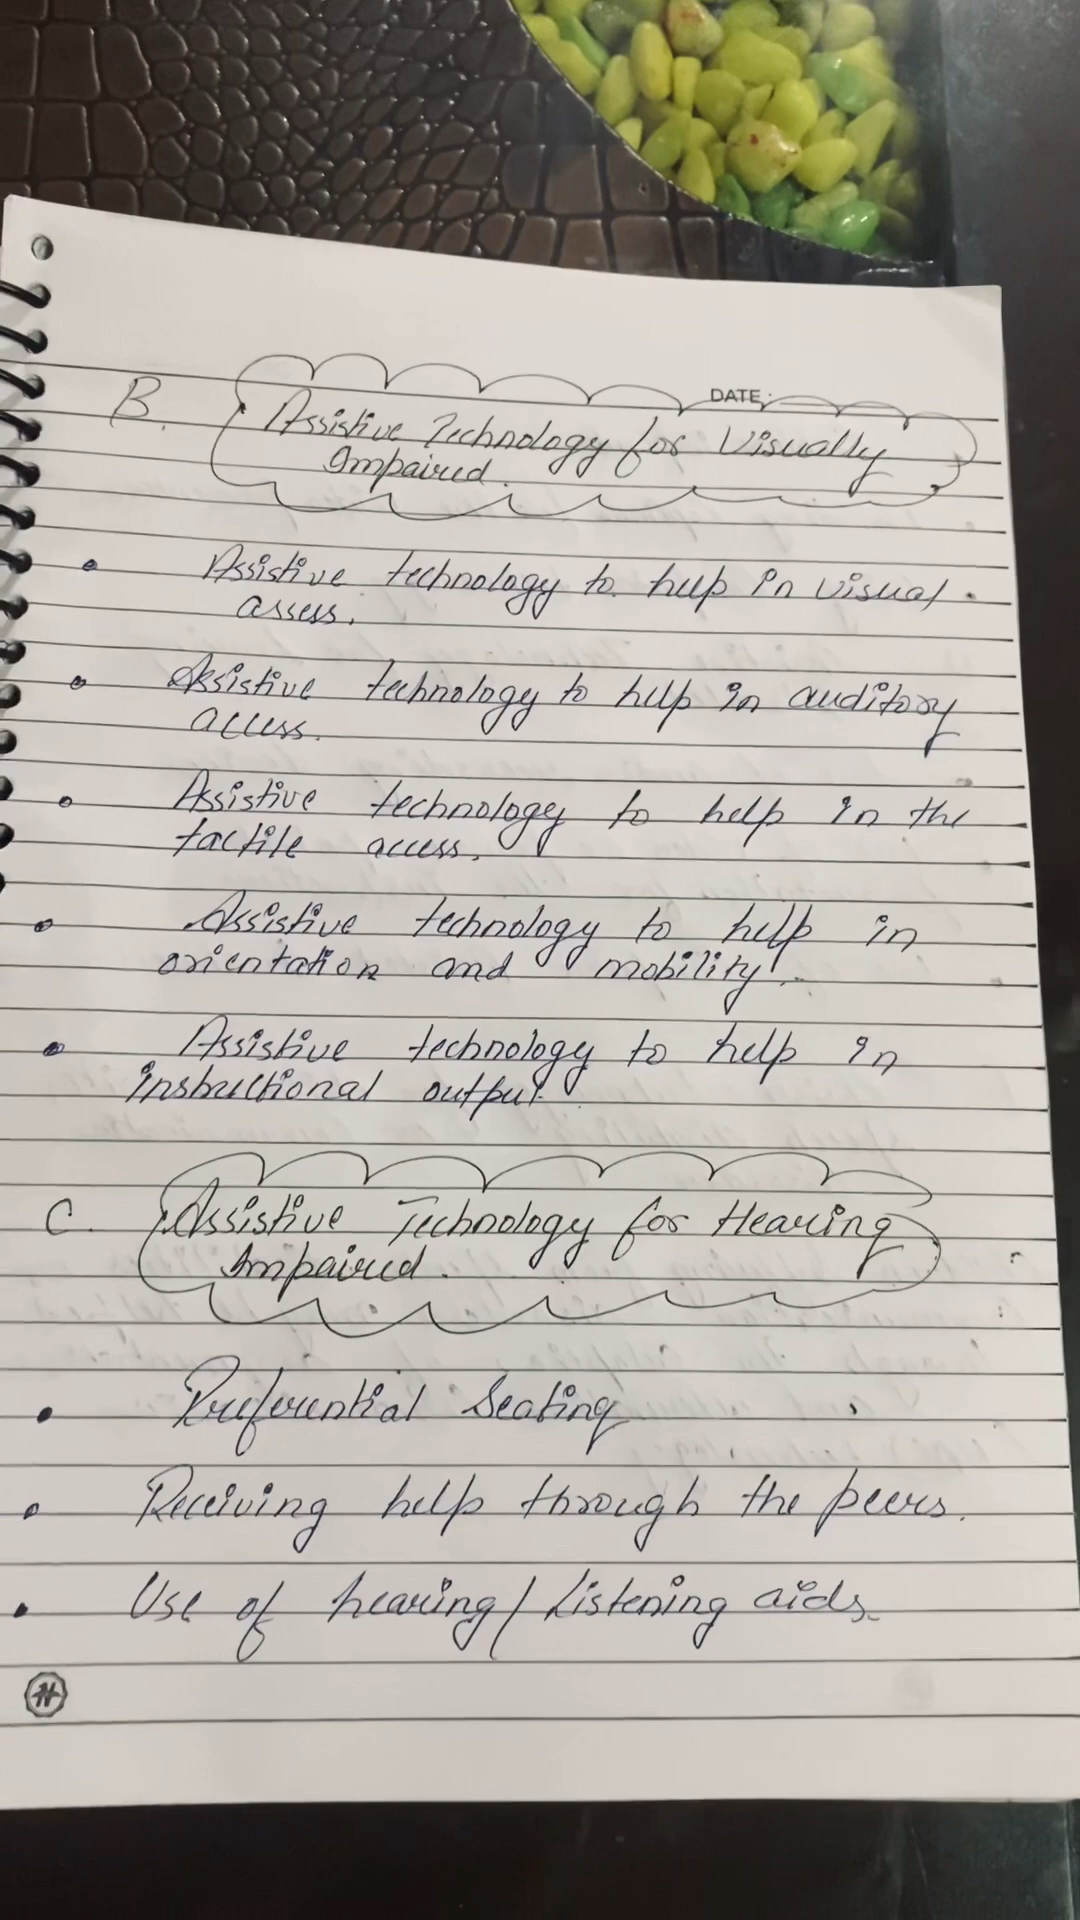 DATE:
B. Assistive Technology for Visually
Impaired.
• Assistive technology to help in visual.
assess.
• Assistive technology to help in auditory
access.
• Assistive technology to help in the
tactile access.
• Assistive technology to help in
orientation and mobility.
• Assistive technology to help in
instructional output.
C. Assistive Technology for Hearing
Impaired.
• Preferential Seating
• Receiving help through the peers.
• Use of hearing/Listening aids.